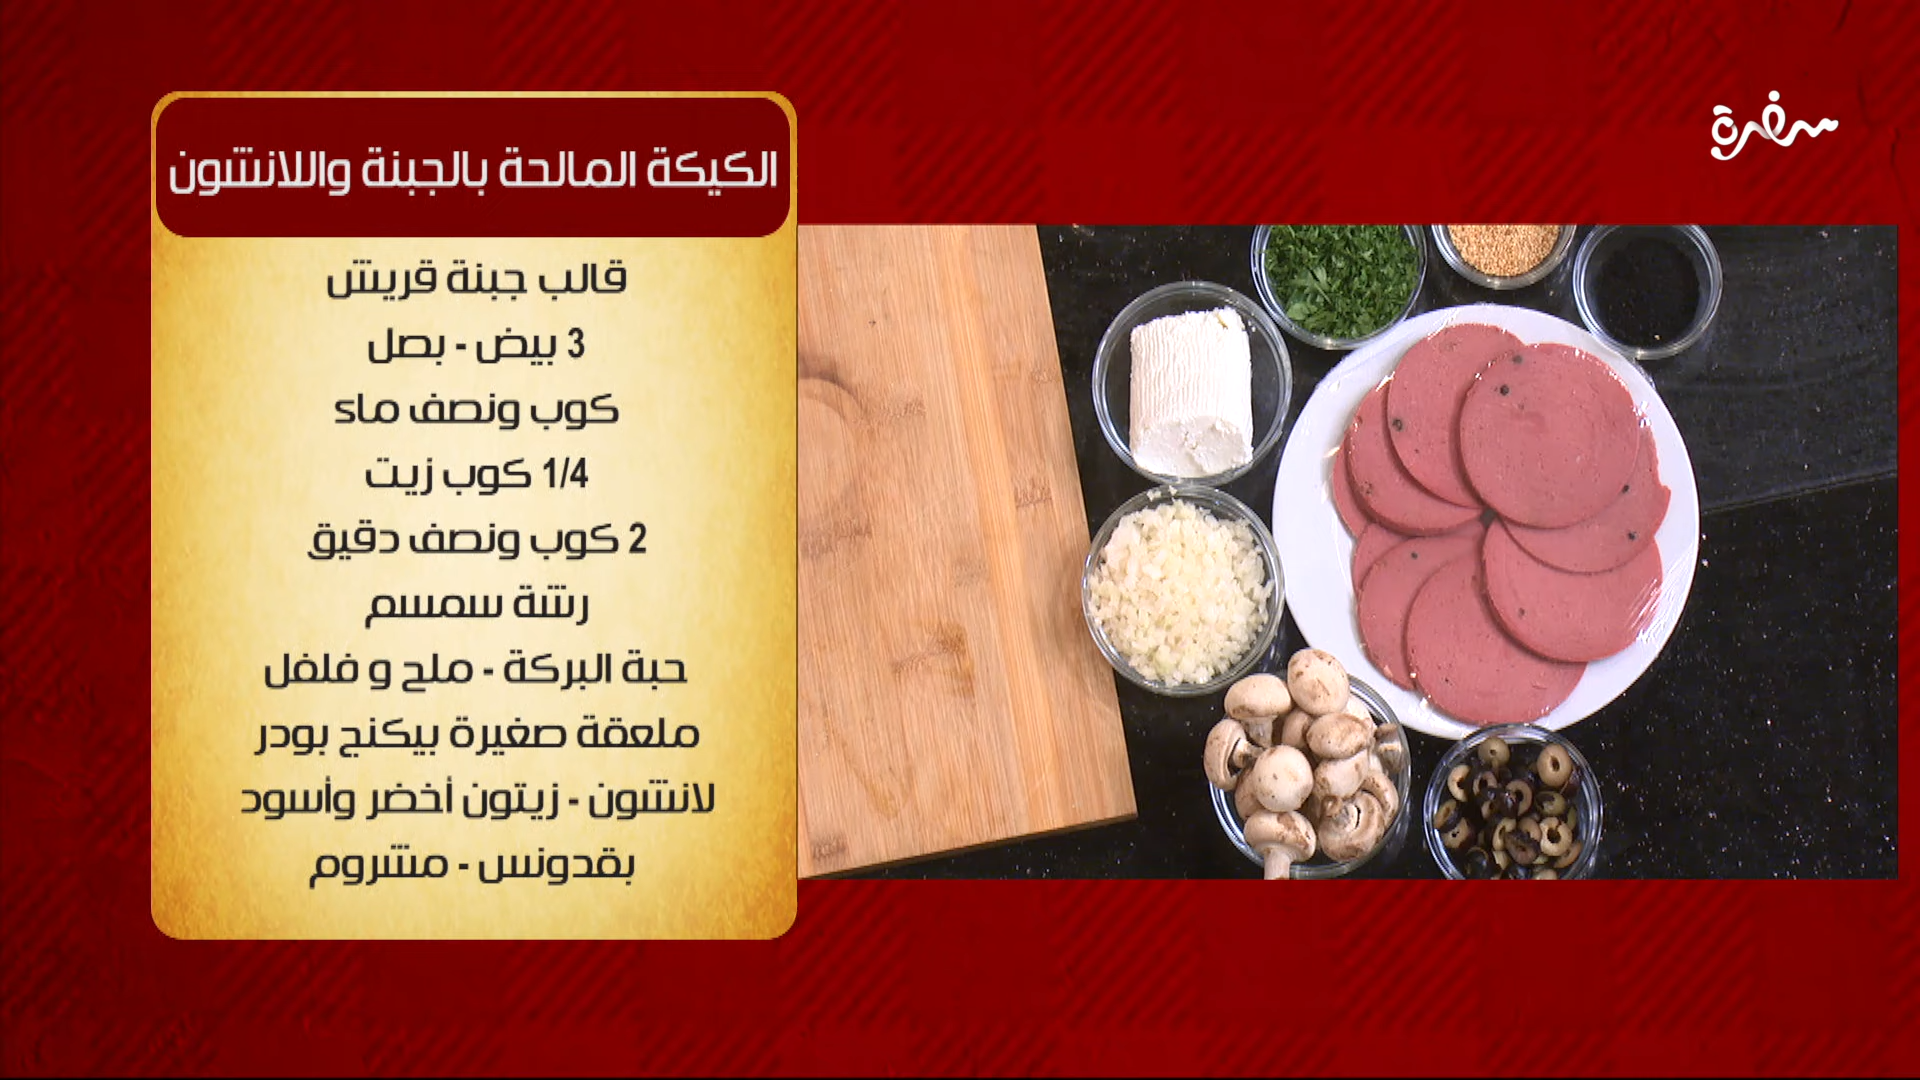 سفرة
الكيكة المالحة بالجبنة واللانشون
قالب جبنة قريش
3 بيض - بصل
كوب ونصف ماء
1/4 كوب زيت
2 كوب ونصف دقيق
رشة سمسم
حبة البركة - ملح و فلفل
ملعقة صغيرة بيكنج بودر
لانشون - زيتون أخضر وأسود
بقدونس - مشروم